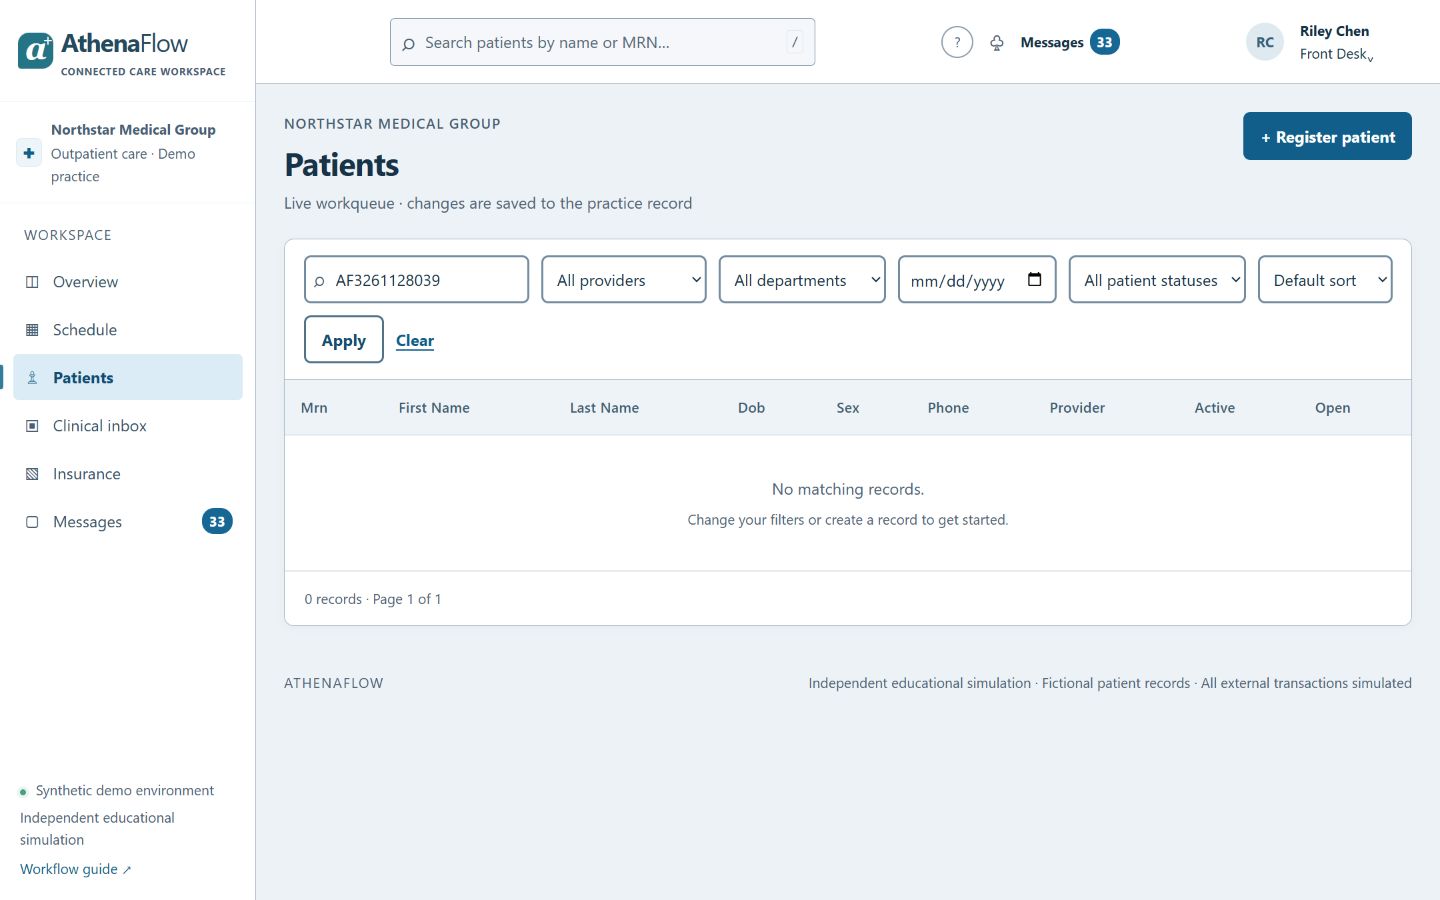 AthenaFlow
CONNECTED CARE WORKSPACE
Search patients by name or MRN...
/
?
Messages 33
RC
Riley Chen
Front Desk
Northstar Medical Group
Outpatient care · Demo
practice
WORKSPACE
Overview
Schedule
Patients
Clinical inbox
Insurance
Messages 33
Synthetic demo environment
Independent educational
simulation
Workflow guide ↗
NORTHSTAR MEDICAL GROUP
Patients
Live workqueue · changes are saved to the practice record
+ Register patient
AF3261128039
All providers
All departments
mm/dd/yyyy
All patient statuses
Default sort
Apply
Clear
Mrn First Name Last Name Dob Sex Phone Provider Active Open
No matching records.
Change your filters or create a record to get started.
0 records · Page 1 of 1
ATHENAFLOW
Independent educational simulation · Fictional patient records · All external transactions simulated